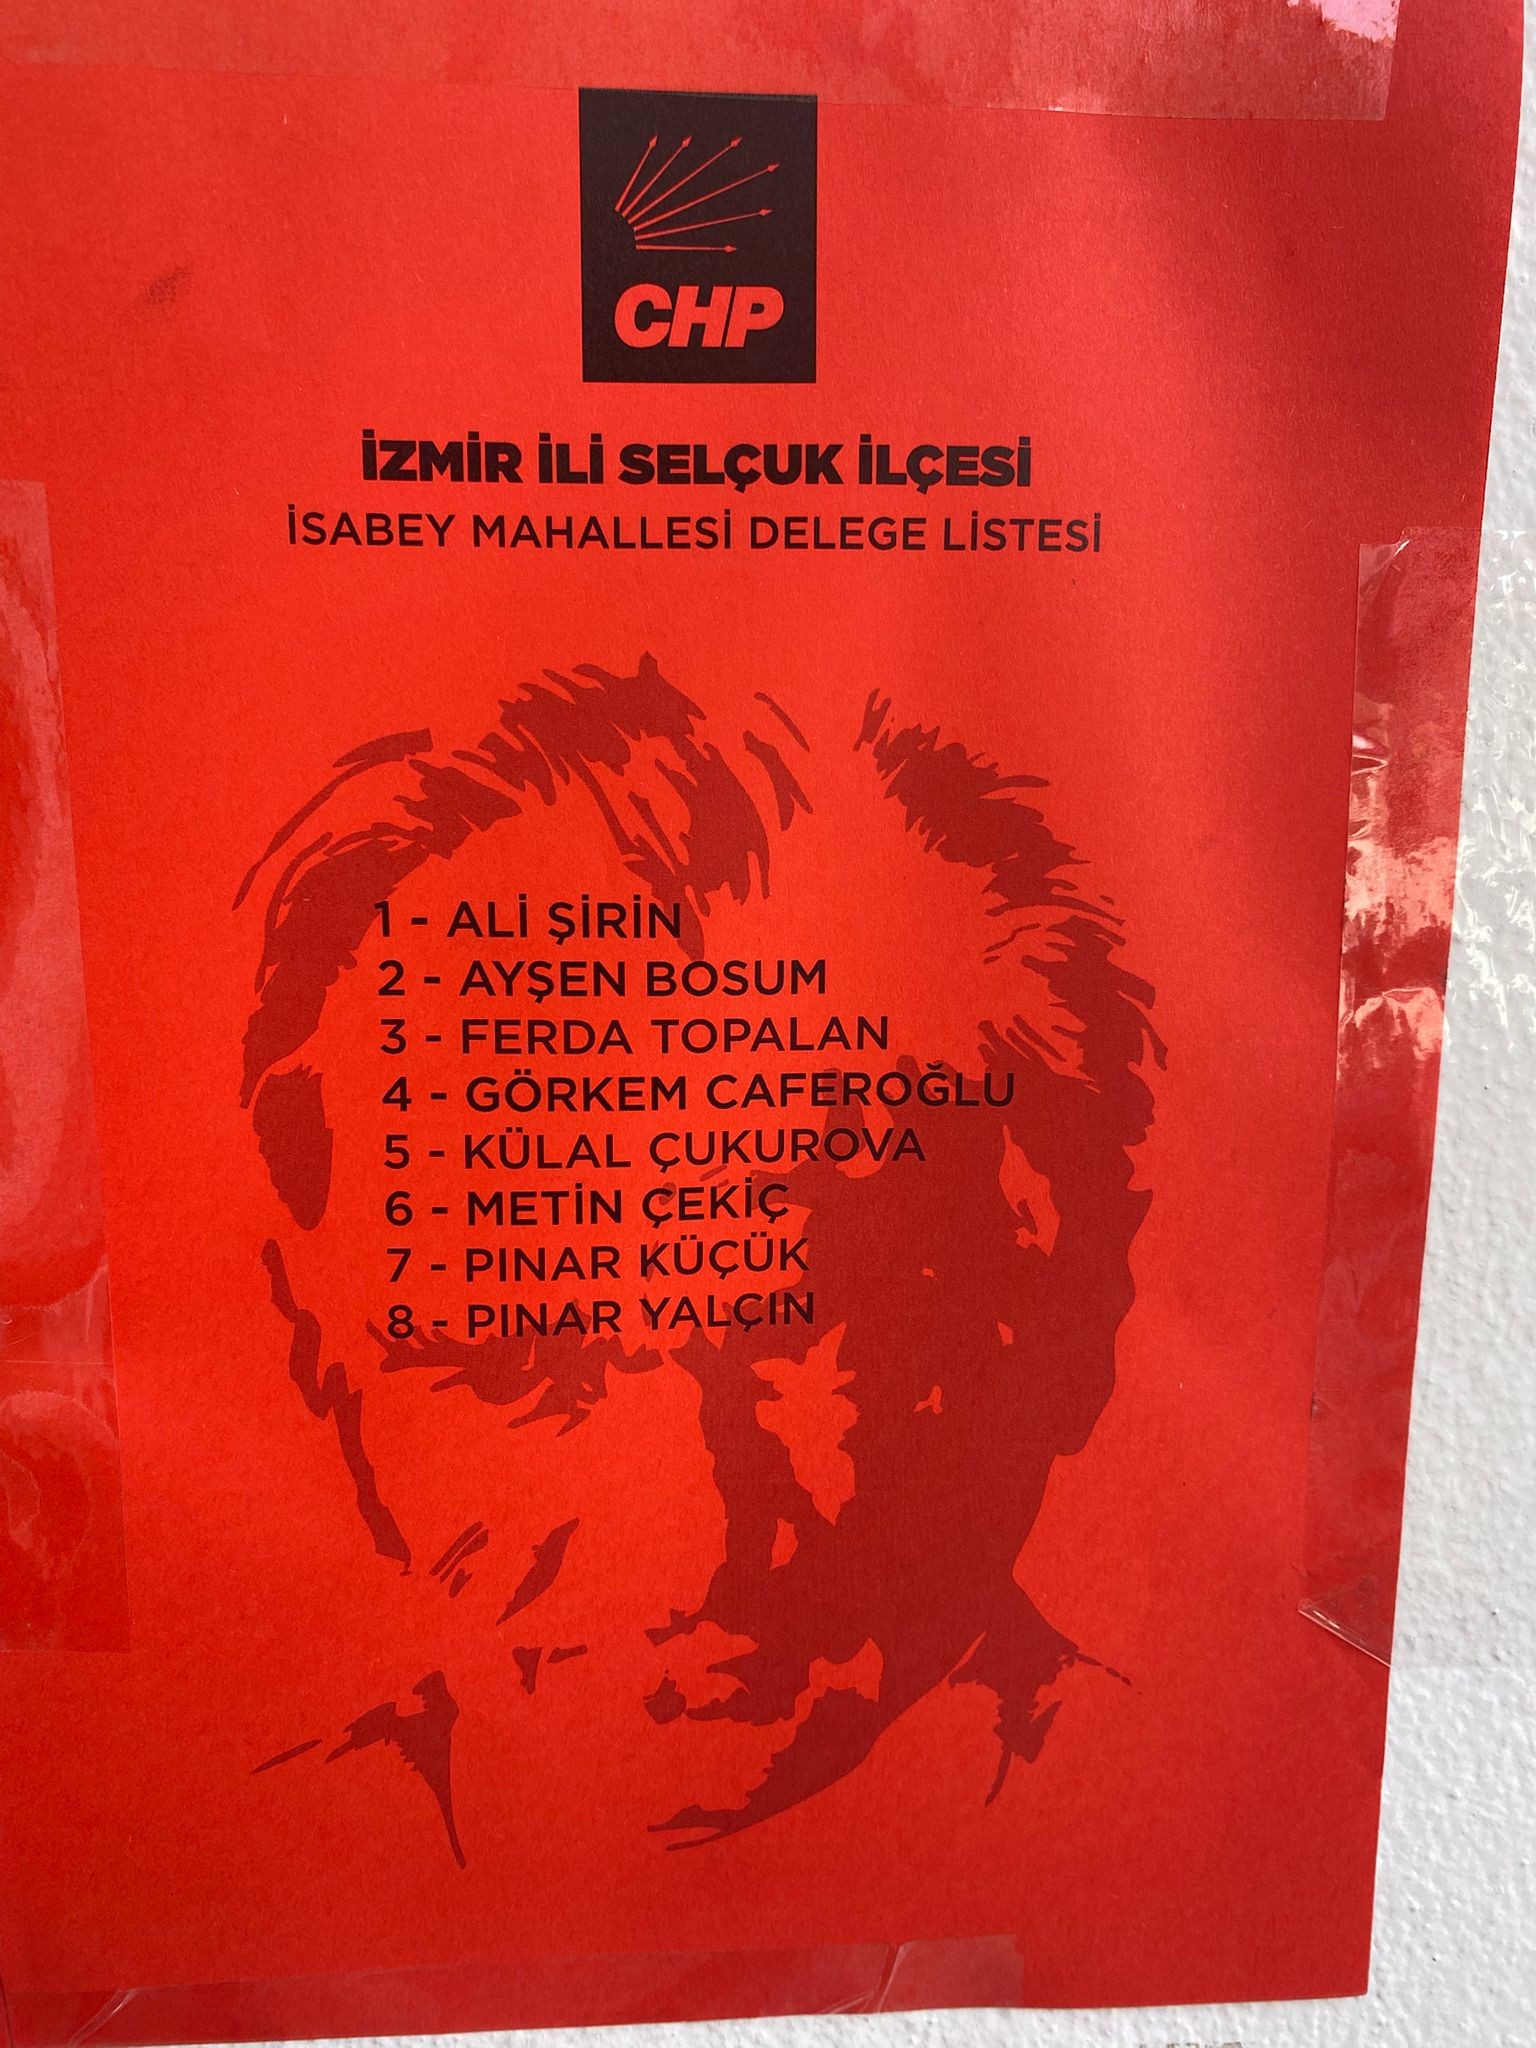 CHP
İZMİR İLİ SELÇUK İLÇESİ
İSABEY MAHALLESİ DELEGE LİSTESİ
1 - ALİ ŞİRİN
2 - AYŞEN BOSUM
3 - FERDA TOPALAN
4 - GÖRKEM CAFEROĞLU
5 - KÜLAL ÇUKUROVA
6 - METİN ÇEKİÇ
7 - PINAR KÜÇÜK
8 - PINAR YALÇIN